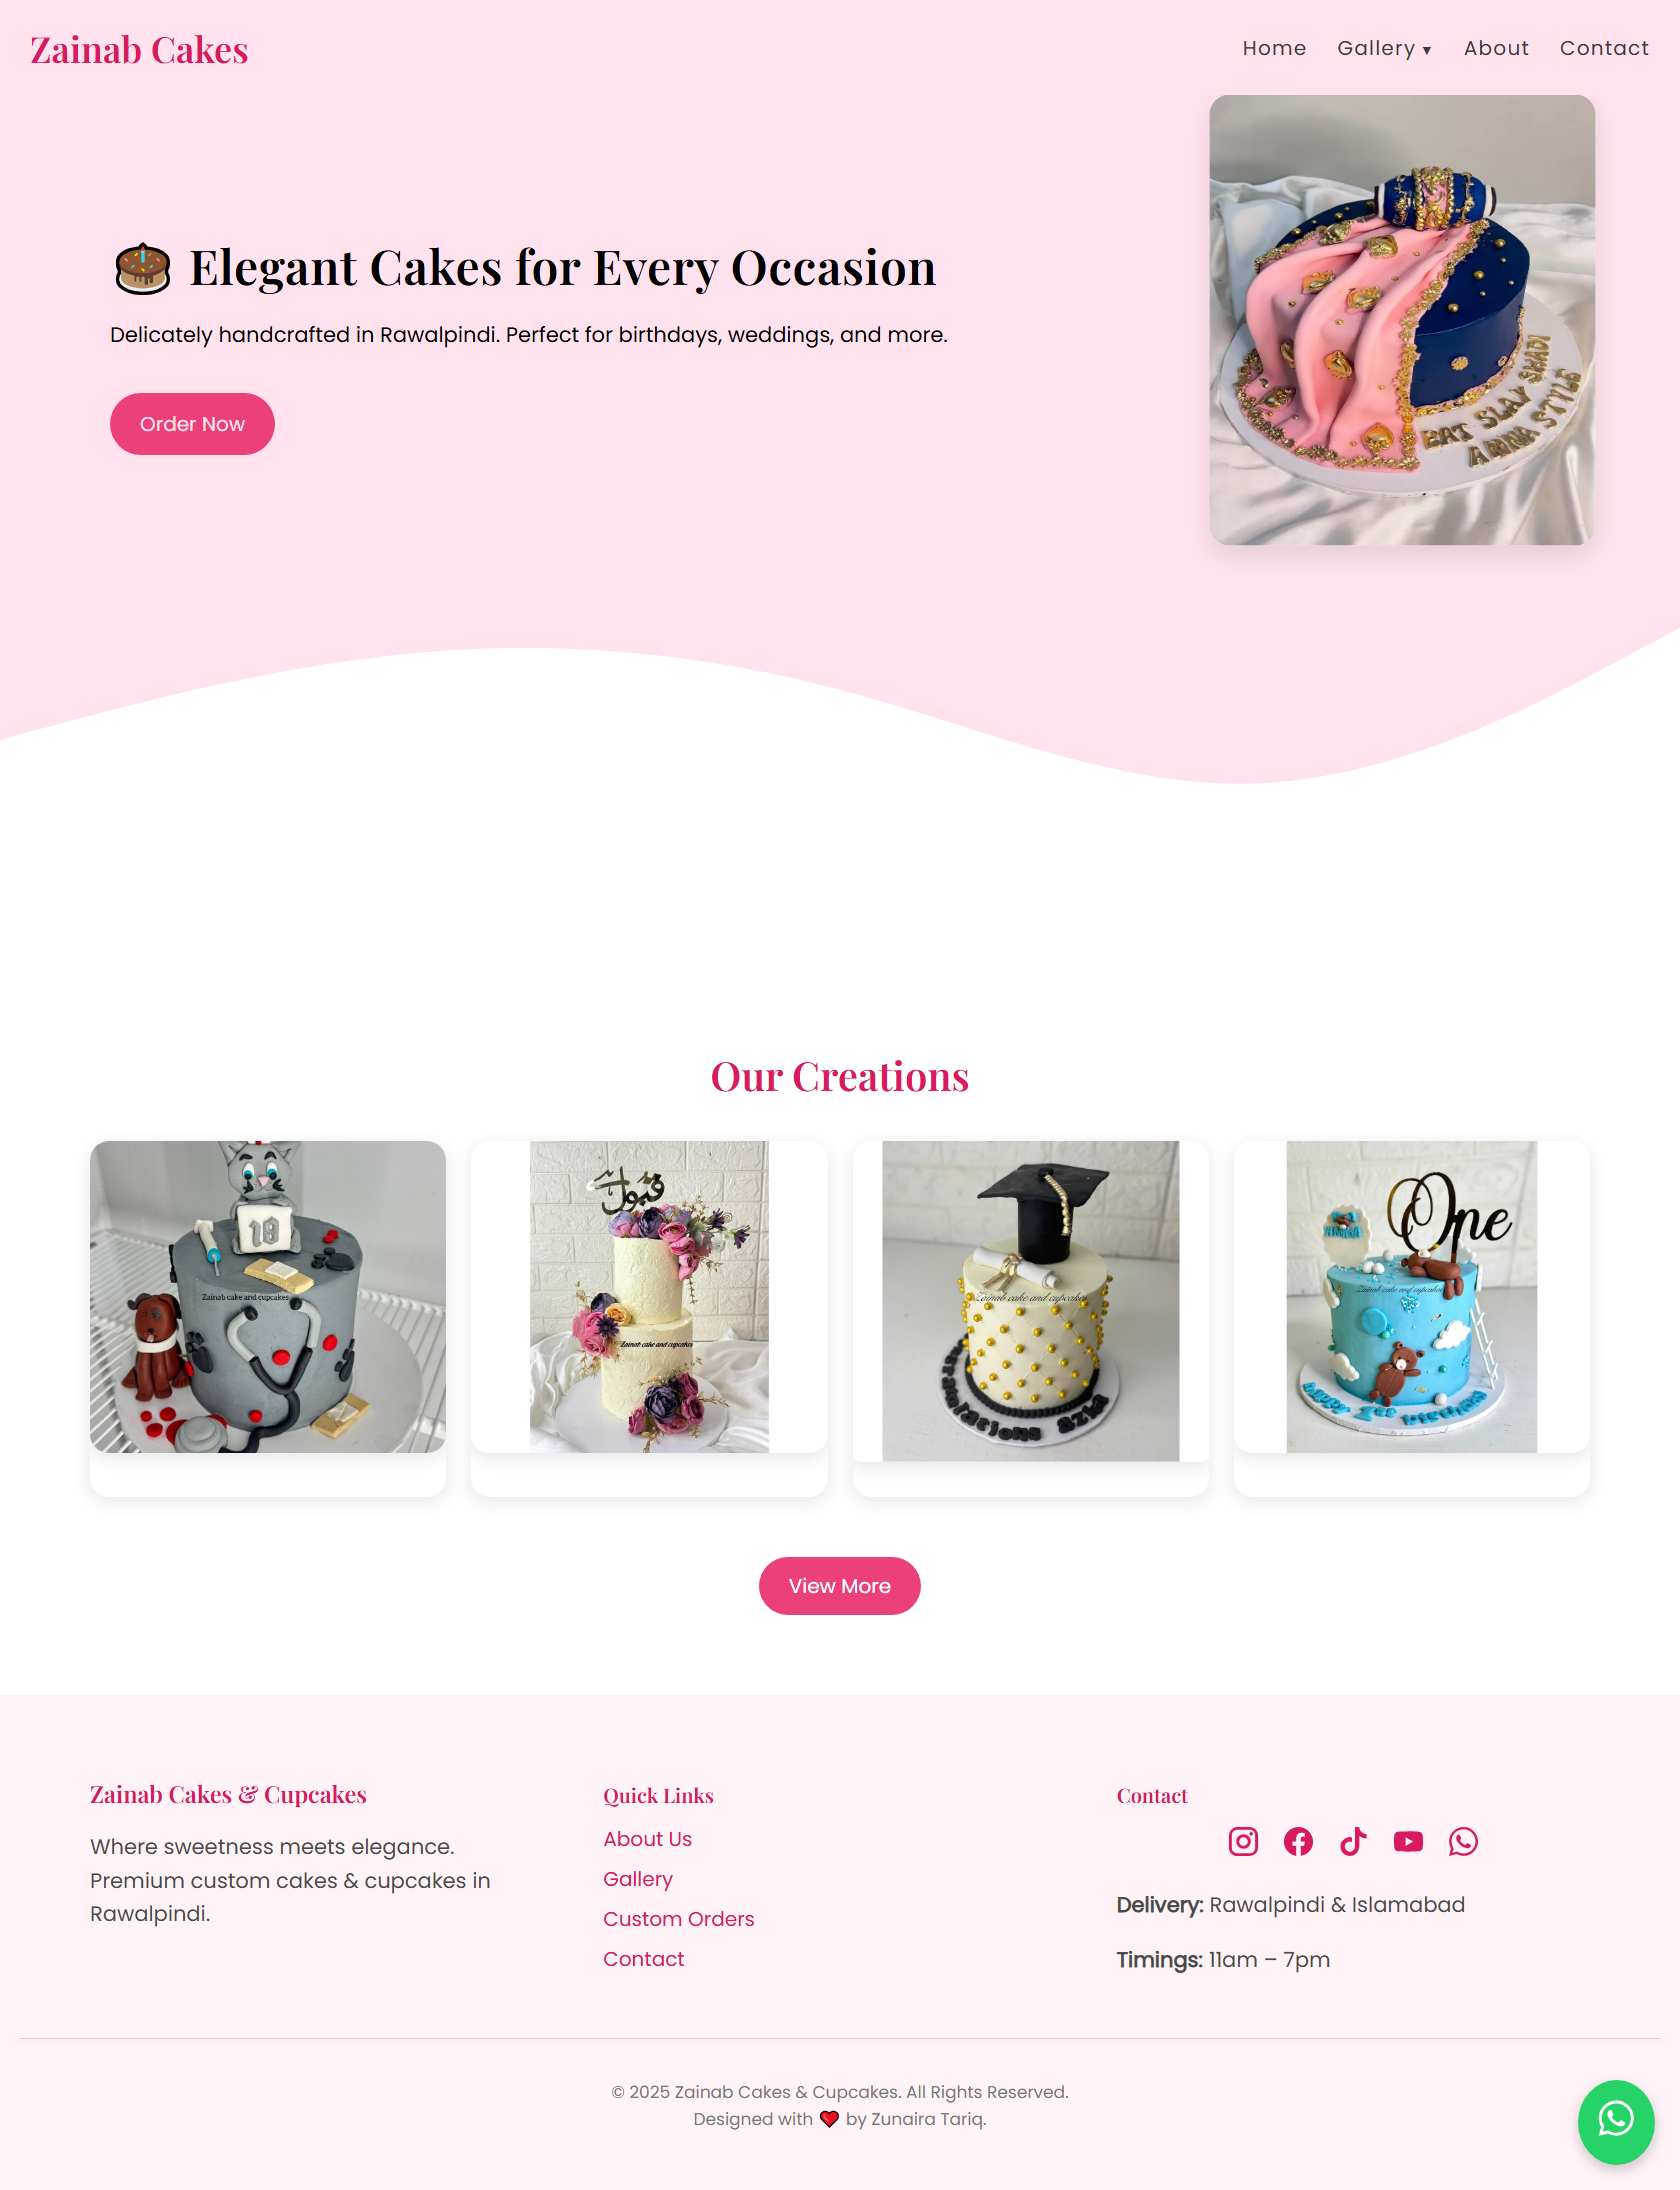 Zainab Cakes
Home Gallery ▼ About Contact
Elegant Cakes for Every Occasion
Delicately handcrafted in Rawalpindi. Perfect for birthdays, weddings, and more.
Order Now
EAT SLAY SHADI
ANNA STYLE
Our Creations
18
Zainab cake and cupcakes
قبول ہے
Zainab cake and cupcakes
Zainab cake and cupcakes
One
Zainab cake and cupcakes
HAPPY 1ST BIRTHDAY
View More
Zainab Cakes & Cupcakes
Where sweetness meets elegance.
Premium custom cakes & cupcakes in
Rawalpindi.
Quick Links
About Us
Gallery
Custom Orders
Contact
Contact
Delivery: Rawalpindi & Islamabad
Timings: 11am – 7pm
© 2025 Zainab Cakes & Cupcakes. All Rights Reserved.
Designed with ❤ by Zunaira Tariq.